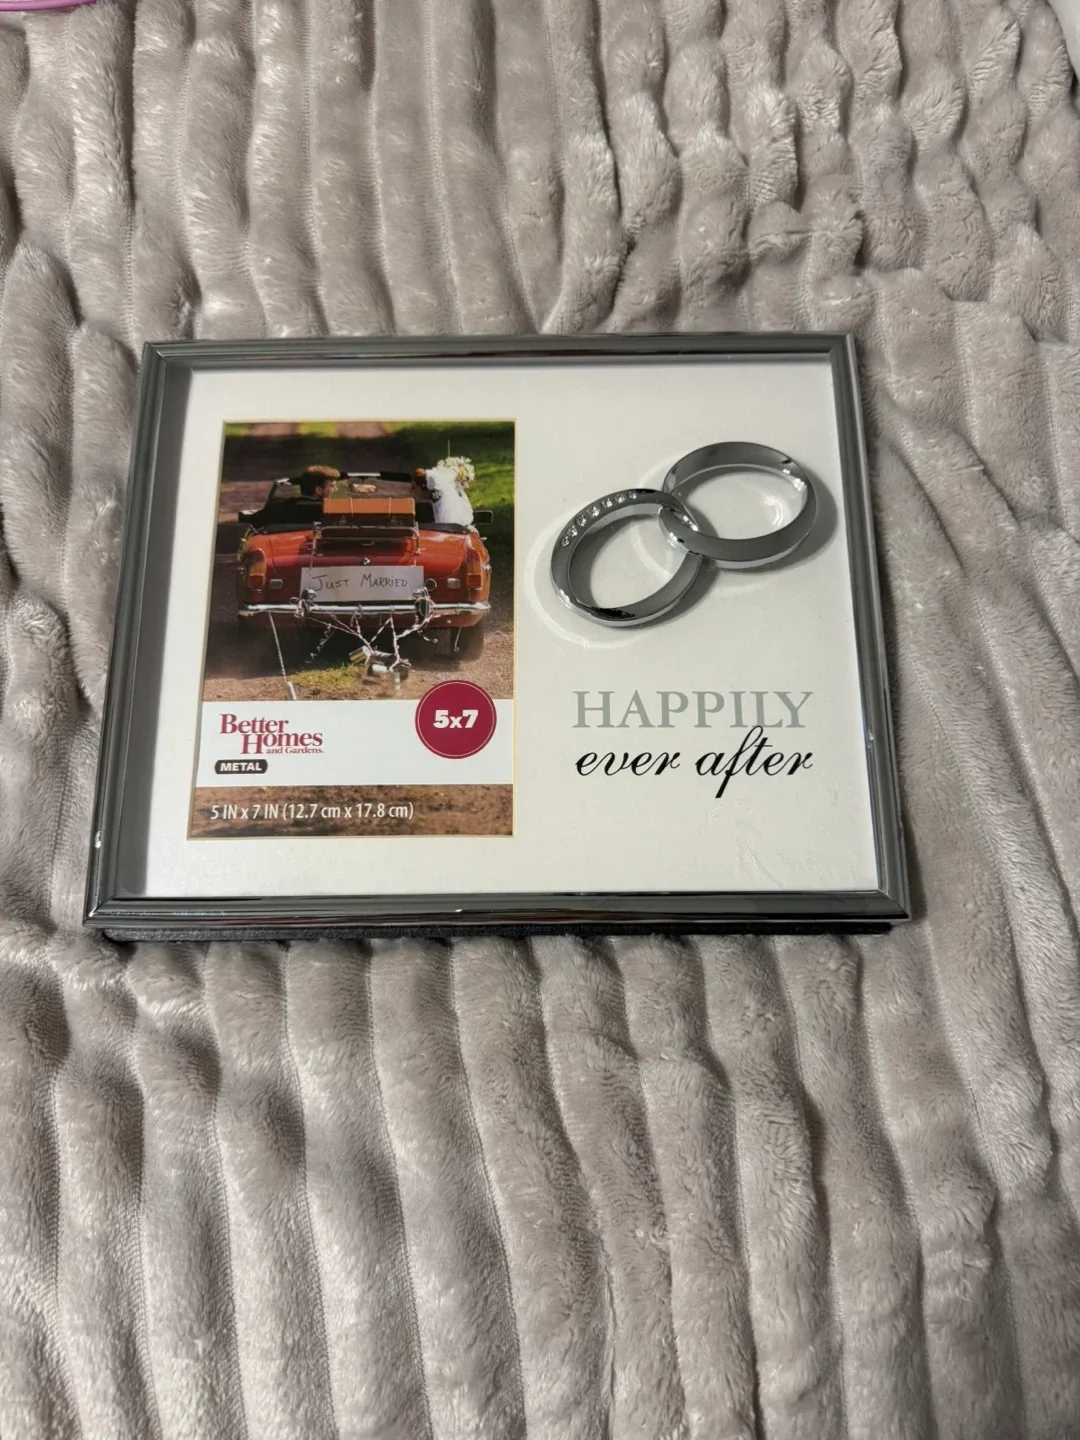 JUST MARRIED
Better
Homes
and Gardens.
METAL
5x7
5 IN x 7 IN (12.7 cm x 17.8 cm)
HAPPILY
ever after